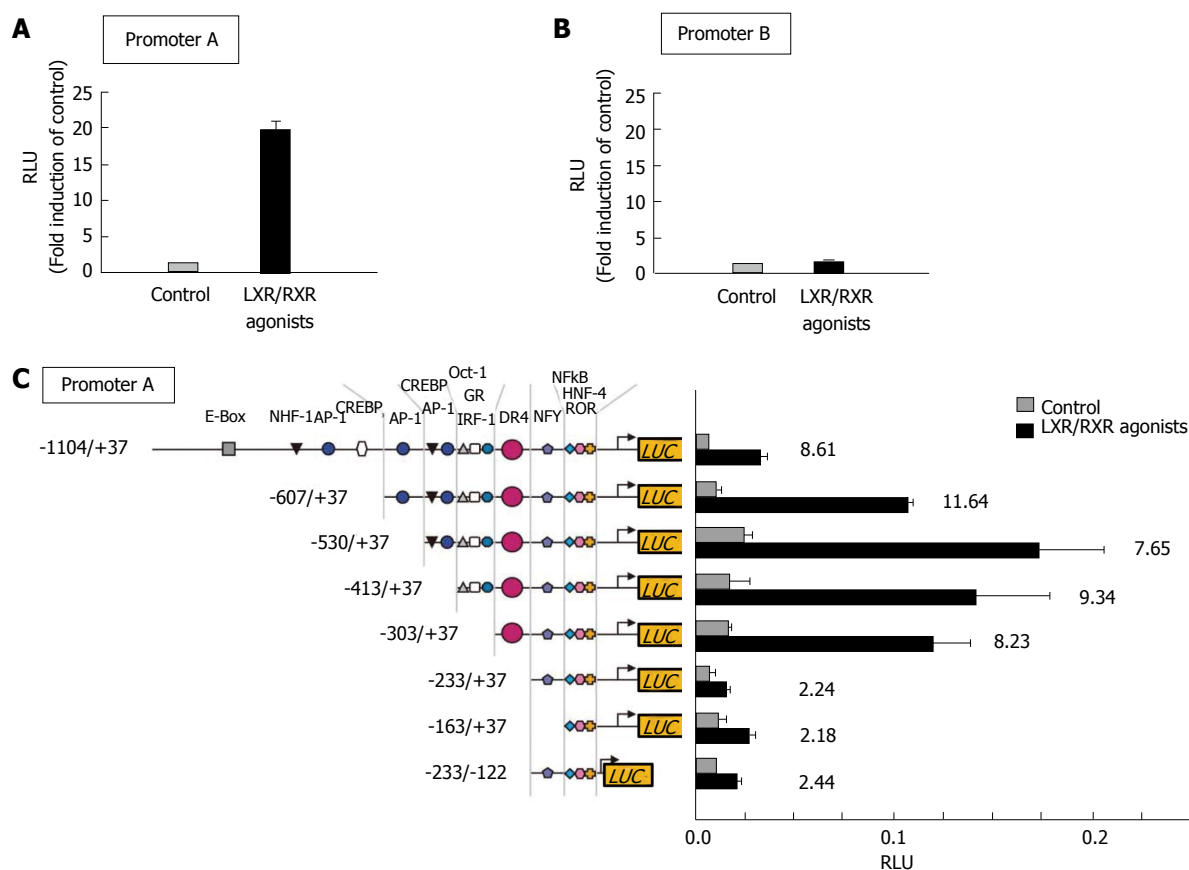 A
Promoter A
RLU
(Fold induction of control)
25
20
15
10
5
0
Control
LXR/RXR
agonists
B
Promoter B
RLU
(Fold induction of control)
25
20
15
10
5
0
Control
LXR/RXR
agonists
C
Promoter A
E-Box
NHF-1
AP-1
CREBP
AP-1
CREBP
AP-1
Oct-1
GR
IRF-1
DR4
NFY
NFkB
HNF-4
ROR
Control
LXR/RXR agonists
-1104/+37
LUC
8.61
-607/+37
LUC
11.64
-530/+37
LUC
7.65
-413/+37
LUC
9.34
-303/+37
LUC
8.23
-233/+37
LUC
2.24
-163/+37
LUC
2.18
-233/-122
LUC
2.44
0.0
0.1
0.2
RLU